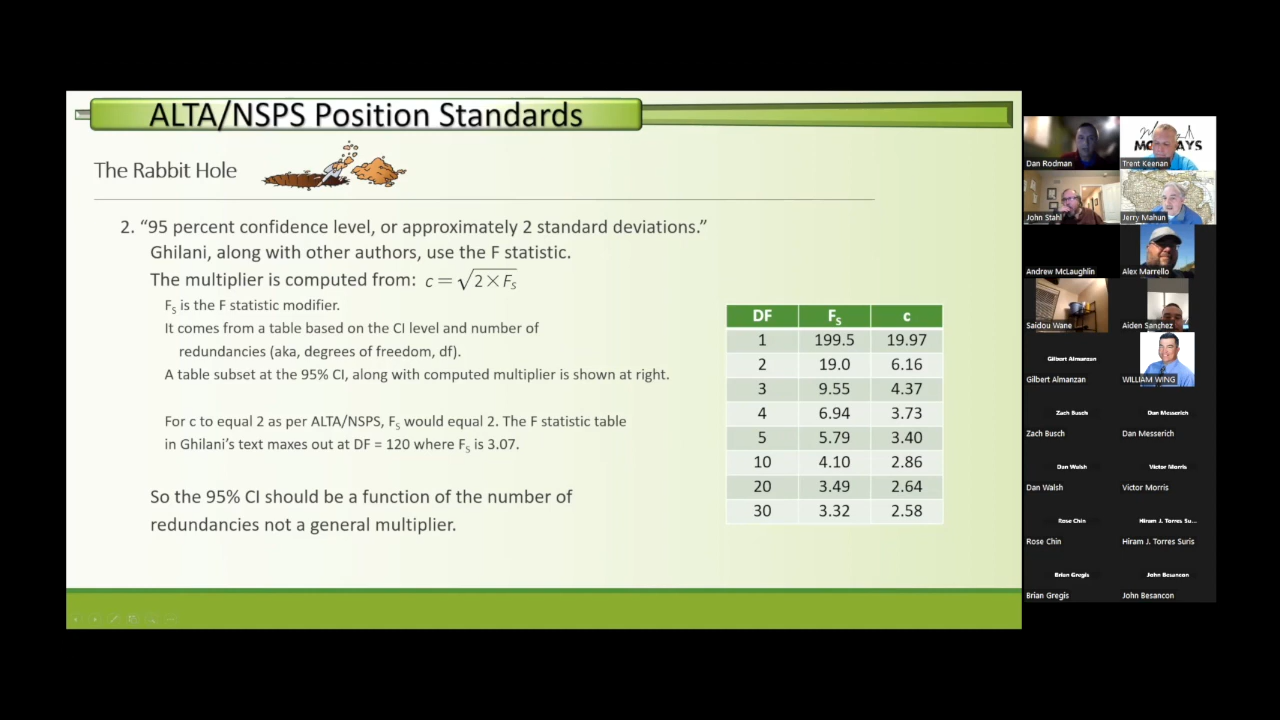 ALTA/NSPS Position Standards
The Rabbit Hole
2. “95 percent confidence level, or approximately 2 standard deviations.”
Ghilani, along with other authors, use the F statistic.
The multiplier is computed from: c = √2 × Fs
Fs is the F statistic modifier.
It comes from a table based on the CI level and number of
redundancies (aka, degrees of freedom, df).
A table subset at the 95% CI, along with computed multiplier is shown at right.
For c to equal 2 as per ALTA/NSPS, Fs would equal 2. The F statistic table
in Ghilani’s text maxes out at DF = 120 where Fs is 3.07.
So the 95% CI should be a function of the number of
redundancies not a general multiplier.
DF Fs c
1 199.5 19.97
2 19.0 6.16
3 9.55 4.37
4 6.94 3.73
5 5.79 3.40
10 4.10 2.86
20 3.49 2.64
30 3.32 2.58
Dan Rodman
Trent Keenan
John Stahl
Jerry Mahun
Andrew McLaughlin
Alex Marrello
Saidou Wane
Aiden Sanchez
Gilbert Almanzan
Gilbert Almanzan
WILLIAM WING
Zach Busch
Dan Messerich
Zach Busch
Dan Messerich
Dan Walsh
Victor Morris
Dan Walsh
Victor Morris
Rose Chin
Hiram J. Torres Su...
Rose Chin
Hiram J. Torres Suris
Brian Gregis
John Besancon
Brian Gregis
John Besancon